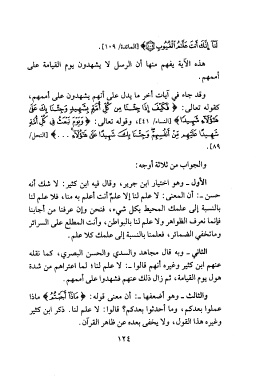 لَنَا إِنَّكَ أَنتَ عَلَّامُ الْغُيُوبِ﴾ [المائدة/ ١٠٩].
هذه الآية يفهم منها أن الرسل لا يشهدون يوم القيامة على
أممهم.
وقد جاء في آيات أخر ما يدل على أنهم يشهدون على أممهم،
كقوله تعالى: ﴿ فَكَيْفَ إِذَا جِئْنَا مِن كُلِّ أُمَّةٍ بِشَهِيدٍ وَجِئْنَا بِكَ عَلَىٰ
هَٰؤُلَاءِ شَهِيدًا﴾ [النساء/ ٤١]، وقوله تعالى: ﴿وَيَوْمَ نَبْعَثُ فِي كُلِّ أُمَّةٍ
شَهِيدًا عَلَيْهِم مِّنْ أَنفُسِهِمْ وَجِئْنَا بِكَ شَهِيدًا عَلَىٰ هَٰؤُلَاءِ . . .﴾ [النحل/
٨٩].
والجواب من ثلاثة أوجه:
الأول ـ وهو اختيار ابن جرير، وقال فيه ابن كثير: لا شك أنه
حسن ـ: أن المعنى: لا علم لنا إلا علمٌ أنت أعلم به منا، فلا علم لنا
بالنسبة إلى علمك المحيط بكل شيء، فنحن وإن عرفنا من أجابنا
فإنما نعرف الظواهر ولا علم لنا بالبواطن، وأنت المطلع على السرائر
وما تخفي الضمائر، فعلمنا بالنسبة إلى علمك كلا علم.
الثاني ـ وبه قال مجاهد والسدي والحسن البصري، كما نقله
عنهم ابن كثير وغيره أنهم قالوا ـ: لا علم لنا؛ لما اعتراهم من شدة
هول يوم القيامة، ثم زال ذلك عنهم فشهدوا على أممهم.
والثالث ـ وهو أضعفها ـ: أن معنى قوله: ﴿ مَاذَا أُجِبْتُمْ﴾ ماذا
عملوا بعدكم، وما أحدثوا بعدكم؟ قالوا: لا علم لنا. ذكر ابن كثير
وغيره هذا القول، ولا يخفى بعده عن ظاهر القرآن.
١٢٤